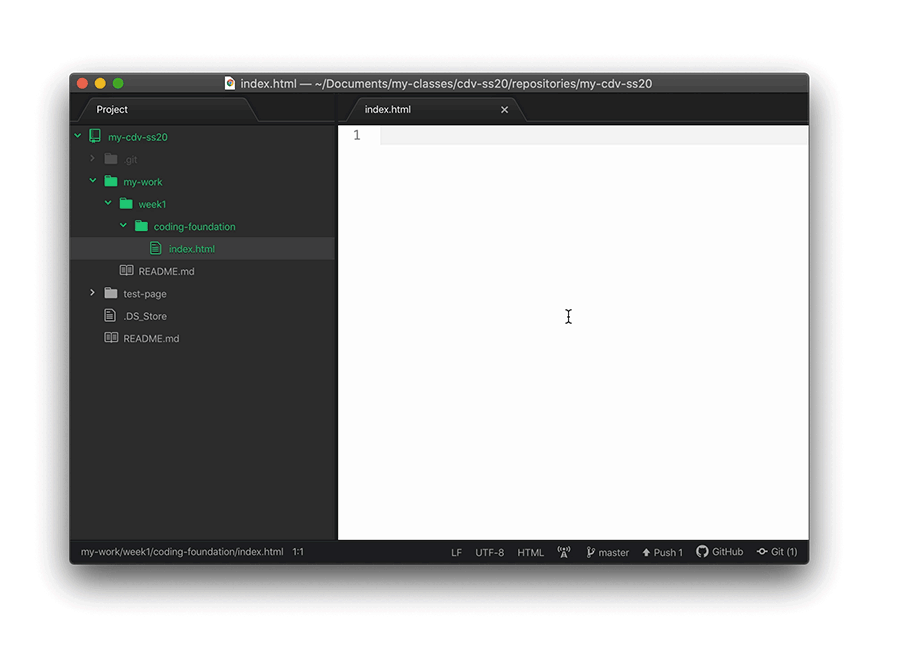 index.html — ~/Documents/my-classes/cdv-ss20/repositories/my-cdv-ss20
Project
index.html
my-cdv-ss20
.git
my-work
week1
coding-foundation
index.html
README.md
test-page
.DS_Store
README.md
1
my-work/week1/coding-foundation/index.html 1:1 LF UTF-8 HTML master Push 1 GitHub Git (1)